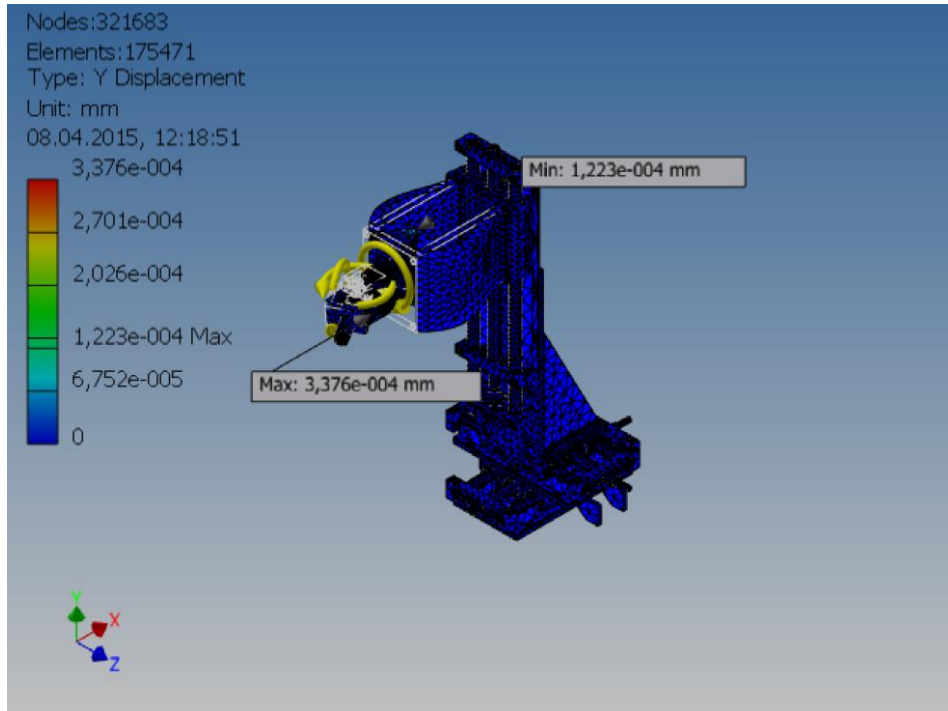 Nodes:321683
Elements:175471
Type: Y Displacement
Unit: mm
08.04.2015, 12:18:51
3,376e-004
2,701e-004
2,026e-004
1,223e-004 Max
6,752e-005
0
Min: 1,223e-004 mm
Max: 3,376e-004 mm
Y
X
Z